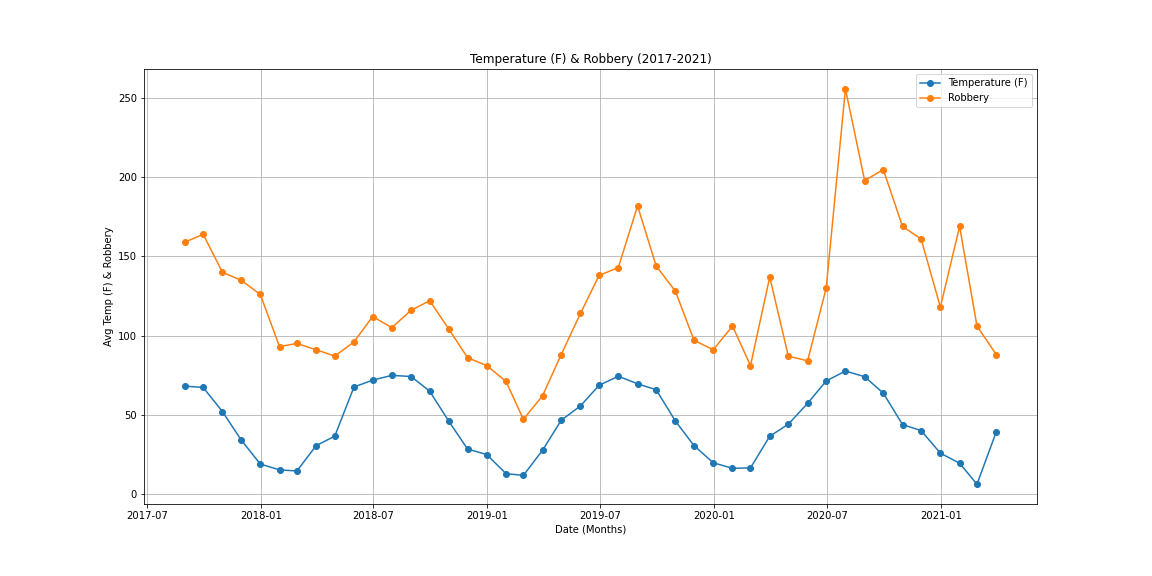 Temperature (F) & Robbery (2017-2021)
Temperature (F)
Robbery
250
200
150
100
50
0
Avg Temp (F) & Robbery
2017-07 2018-01 2018-07 2019-01 2019-07 2020-01 2020-07 2021-01
Date (Months)